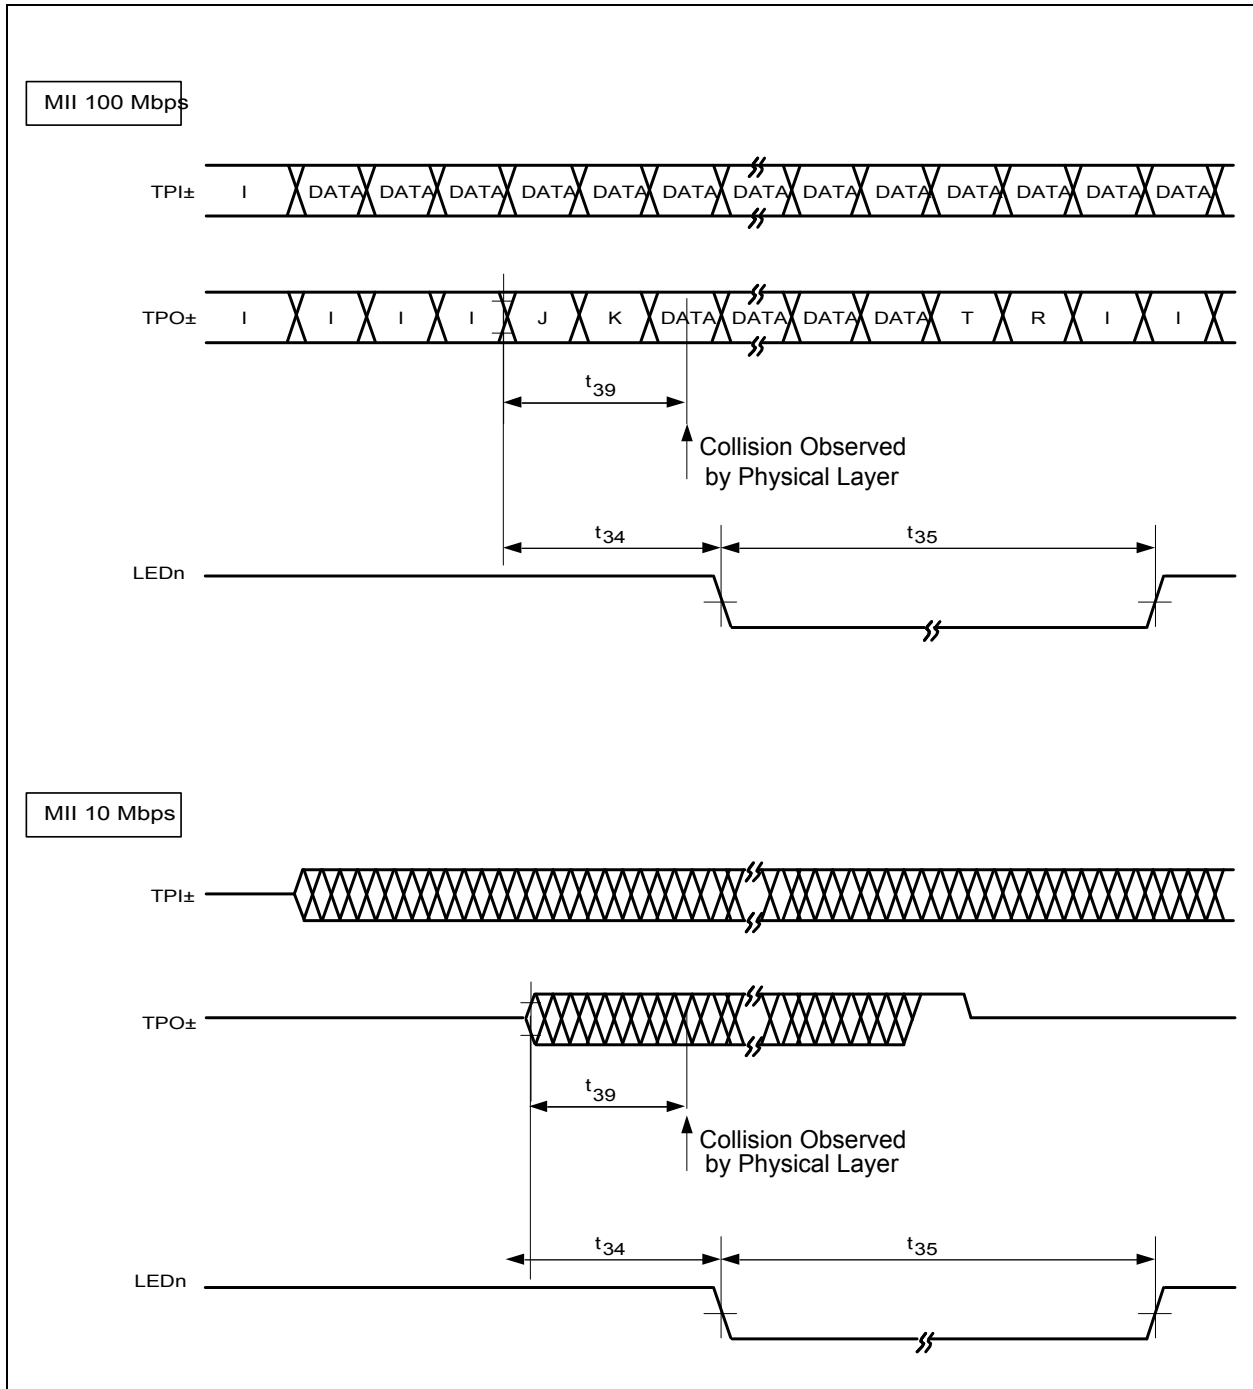 MII 100 Mbps
TPI± I DATA DATA DATA DATA DATA DATA DATA DATA DATA DATA DATA DATA DATA
TPO± I I I I J K DATA DATA DATA DATA T R I I
t39
Collision Observed
by Physical Layer
t34 t35
LEDn
MII 10 Mbps
TPI±
TPO±
t39
Collision Observed
by Physical Layer
t34 t35
LEDn